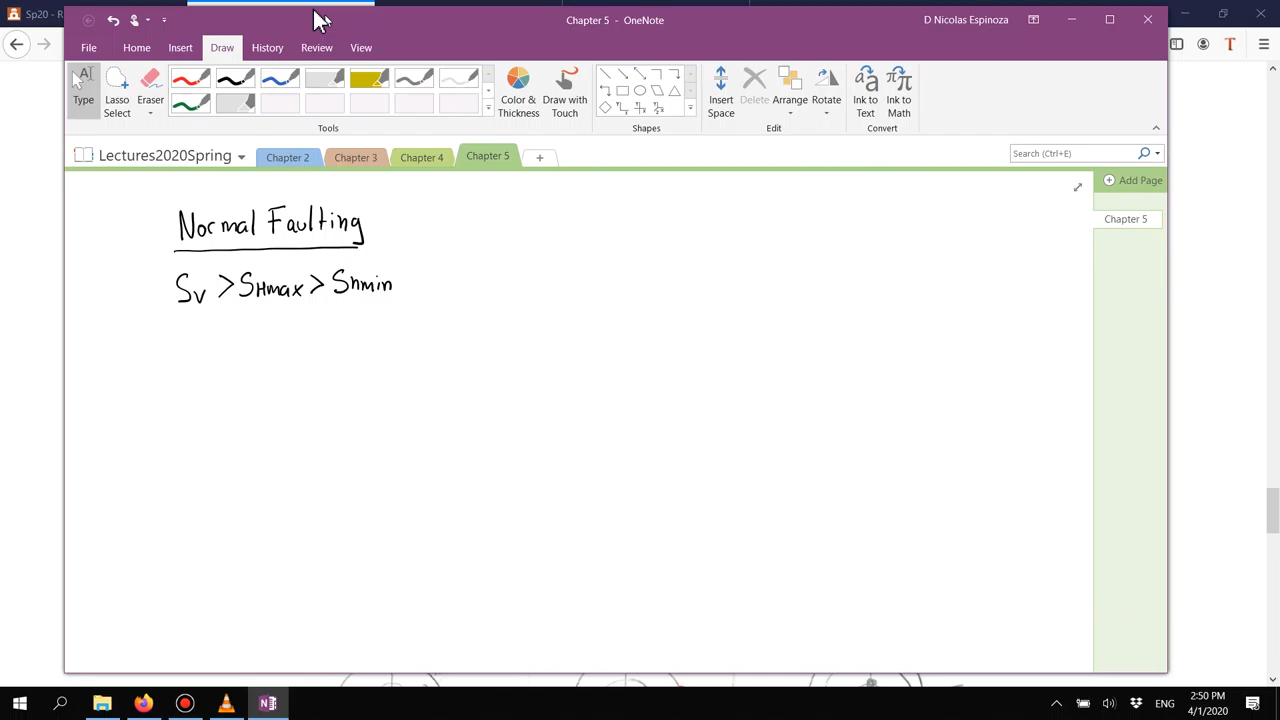 Sp20 - R
Chapter 5 - OneNote
D Nicolas Espinoza
File Home Insert Draw History Review View
Type
Lasso Select
Eraser
Color & Thickness
Draw with Touch
Insert Space
Delete
Arrange
Rotate
Ink to Text
Ink to Math
Tools
Shapes
Edit
Convert
Lectures2020Spring
Chapter 2
Chapter 3
Chapter 4
Chapter 5
Search (Ctrl+E)
Add Page
Chapter 5
Normal Faulting
Sv > SHmax > Shmin
ENG
2:50 PM
4/1/2020